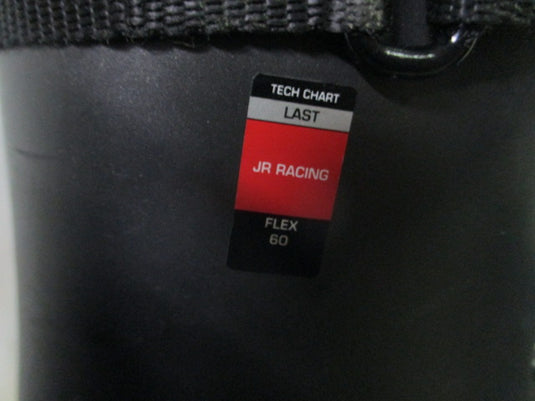 TECH CHART
LAST
JR RACING
FLEX
60